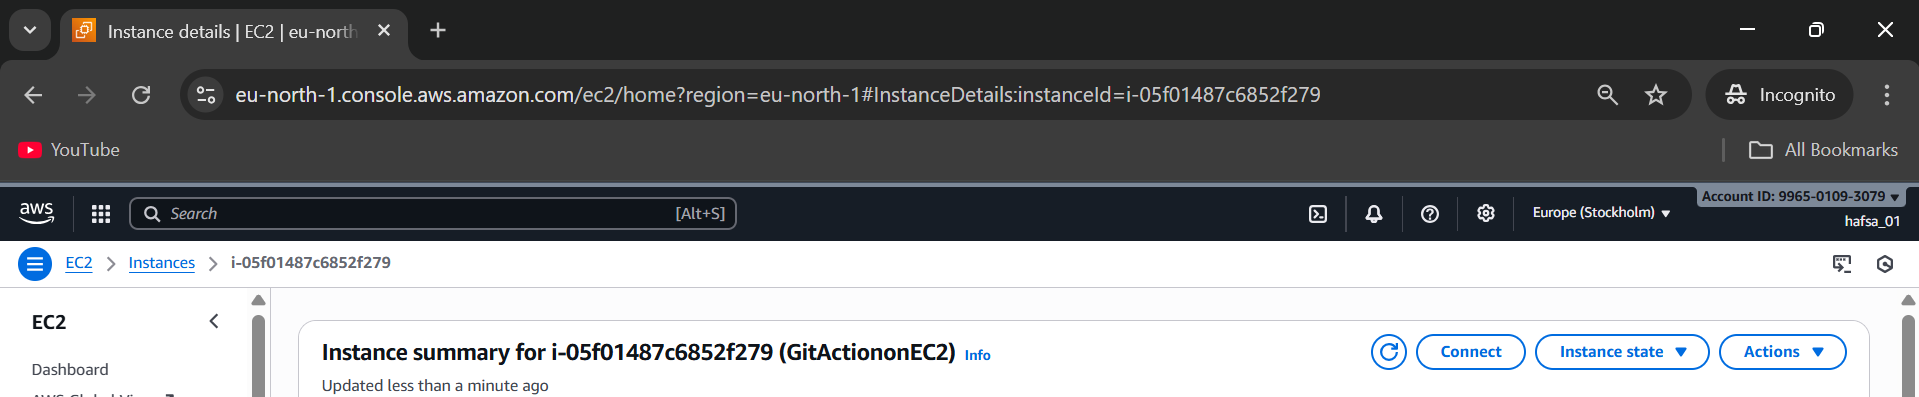 Instance details | EC2 | eu-north
eu-north-1.console.aws.amazon.com/ec2/home?region=eu-north-1#InstanceDetails:instanceId=i-05f01487c6852f279
Incognito
YouTube
All Bookmarks
aws
Search
[Alt+S]
Europe (Stockholm)
Account ID: 9965-0109-3079
hafsa_01
EC2
Instances
i-05f01487c6852f279
EC2
Dashboard
Instance summary for i-05f01487c6852f279 (GitActiononEC2) Info
Updated less than a minute ago
Connect
Instance state
Actions